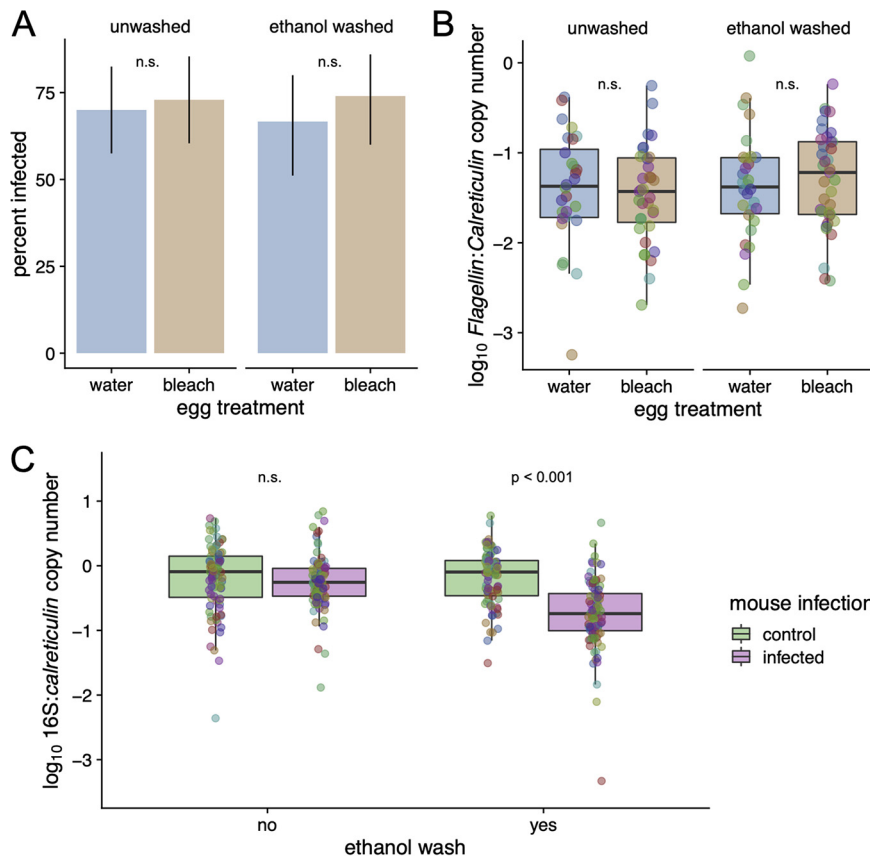 A
unwashed
ethanol washed
n.s.
n.s.
percent infected
75
50
25
0
water
bleach
water
bleach
egg treatment
B
unwashed
ethanol washed
n.s.
n.s.
log10 Flagellin:Calreticulin copy number
0
−1
−2
−3
water
bleach
water
bleach
egg treatment
C
n.s.
p < 0.001
log10 16S:calreticulin copy number
1
0
−1
−2
−3
no
yes
ethanol wash
mouse infection
control
infected